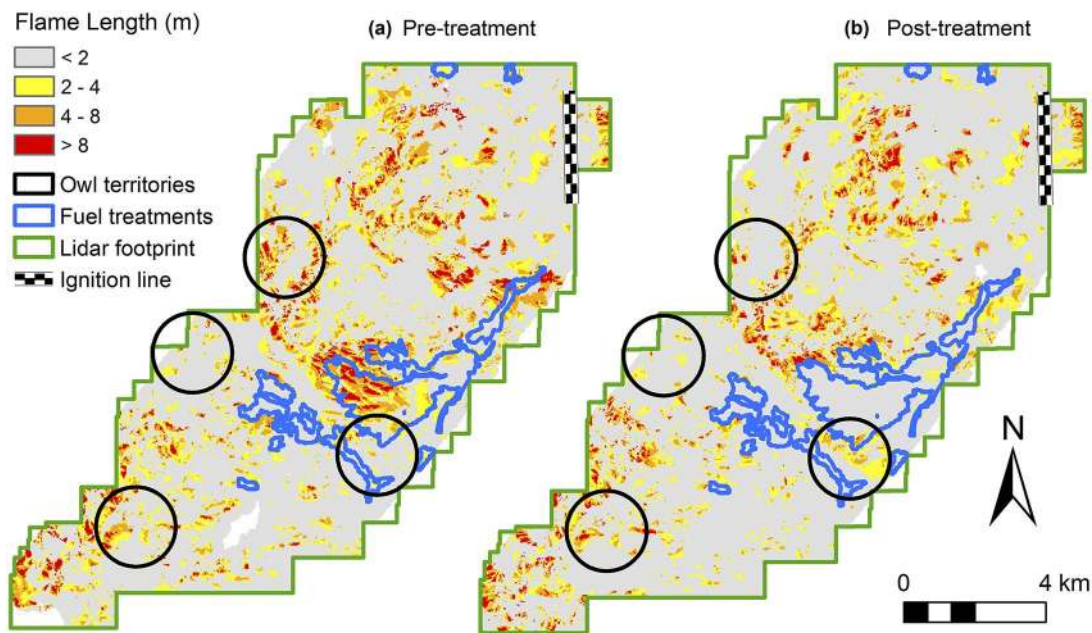 Flame Length (m)
< 2
2 - 4
4 - 8
> 8
Owl territories
Fuel treatments
Lidar footprint
Ignition line
(a) Pre-treatment
(b) Post-treatment
N
0 4 km